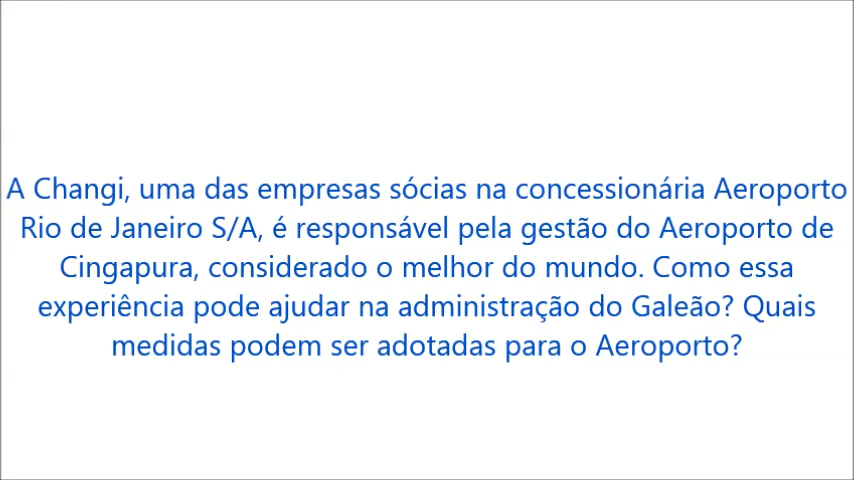 A Changi, uma das empresas sócias na concessionária Aeroporto
Rio de Janeiro S/A, é responsável pela gestão do Aeroporto de
Cingapura, considerado o melhor do mundo. Como essa
experiência pode ajudar na administração do Galeão? Quais
medidas podem ser adotadas para o Aeroporto?